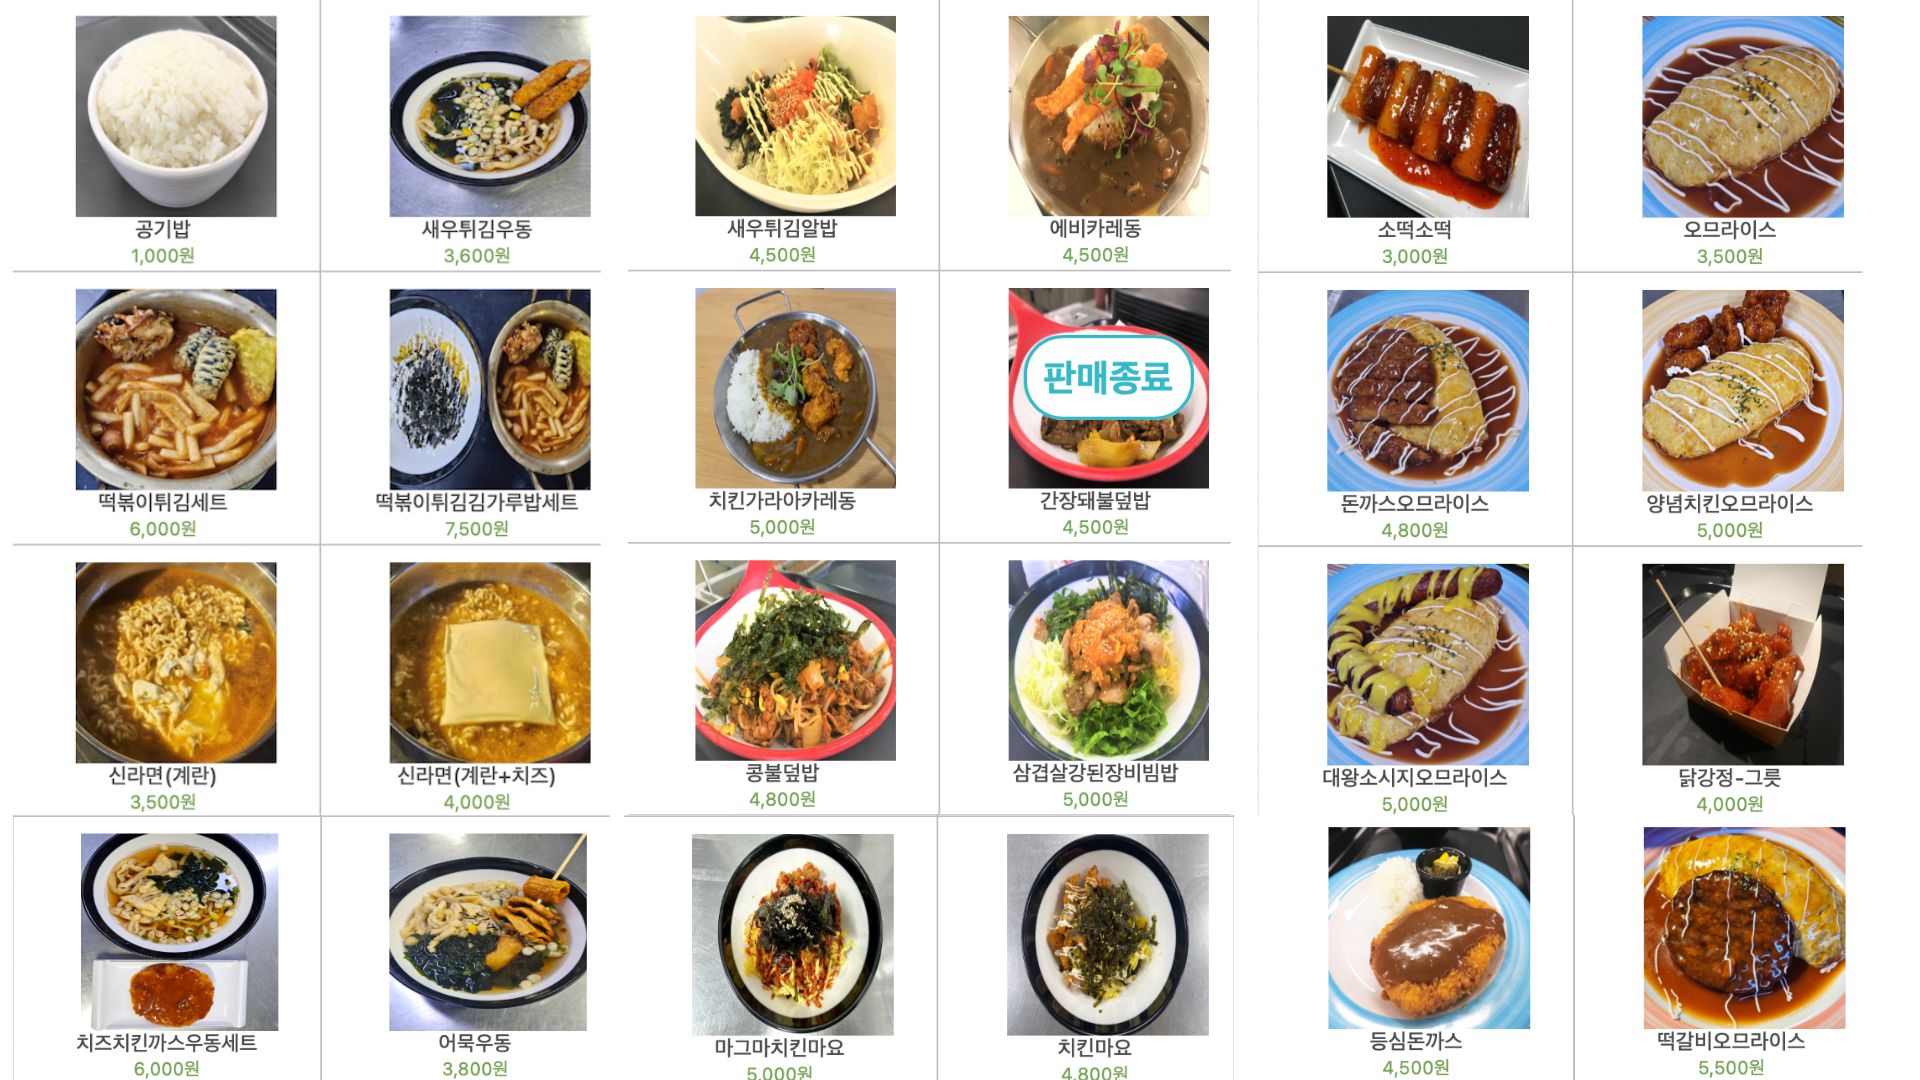 공기밥
1,000원
새우튀김우동
3,600원
새우튀김알밥
4,500원
에비카레동
4,500원
소떡소떡
3,000원
오므라이스
3,500원
떡볶이튀김세트
6,000원
떡볶이튀김김가루밥세트
7,500원
치킨가라아카레동
5,000원
판매종료
간장돼불덮밥
4,500원
돈까스오므라이스
4,800원
양념치킨오므라이스
5,000원
신라면(계란)
3,500원
신라면(계란+치즈)
4,000원
콩불덮밥
4,800원
삼겹살강된장비빔밥
5,000원
대왕소시지오므라이스
5,000원
닭강정-그릇
4,000원
치즈치킨까스우동세트
6,000원
어묵우동
3,800원
마그마치킨마요
5,000원
치킨마요
4,800원
등심돈까스
4,500원
떡갈비오므라이스
5,500원